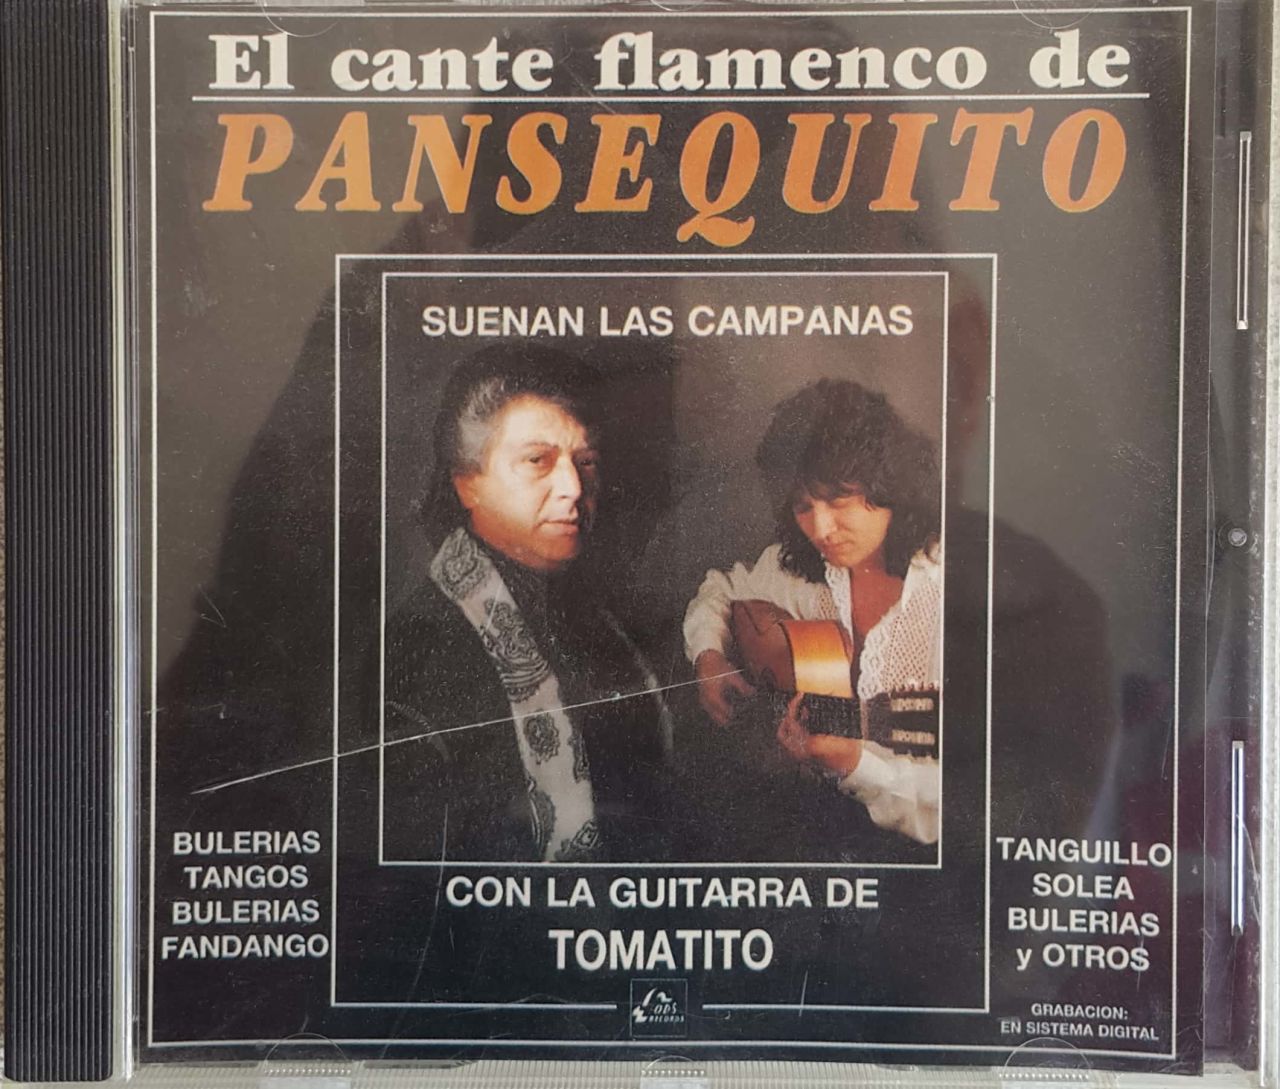 El cante flamenco de
PANSEQUITO
SUENAN LAS CAMPANAS
BULERIAS
TANGOS
BULERIAS
FANDANGO
CON LA GUITARRA DE
TOMATITO
TANGUILLO
SOLEA
BULERIAS
y OTROS
RECORDS
GRABACION:
EN SISTEMA DIGITAL